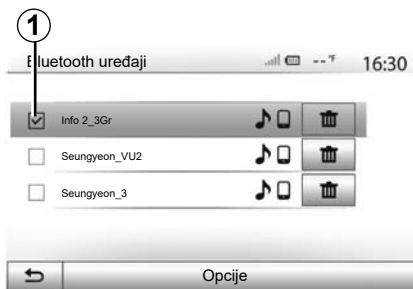 1
Bluetooth uređaji -- °F 16:30
Info 2_3Gr
Seungyeon_VU2
Seungyeon_3
Opcije